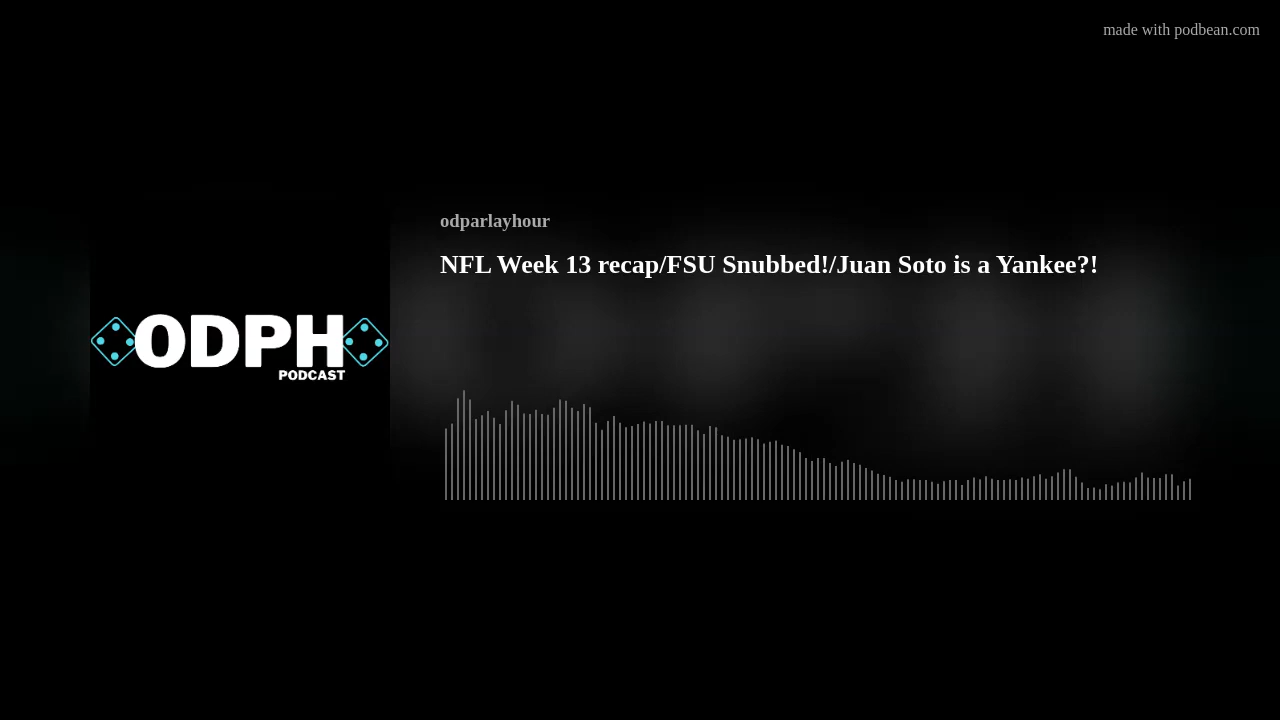 made with podbean.com
odparlayhour
NFL Week 13 recap/FSU Snubbed!/Juan Soto is a Yankee?!
ODPH
PODCAST